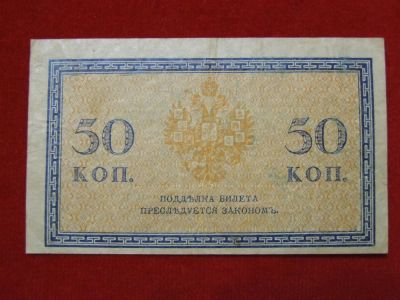 50 50
КОП. КОП.
ПОДДѢЛКА БИЛЕТА
ПРЕСЛѢДУЕТСЯ ЗАКОНОМЪ.